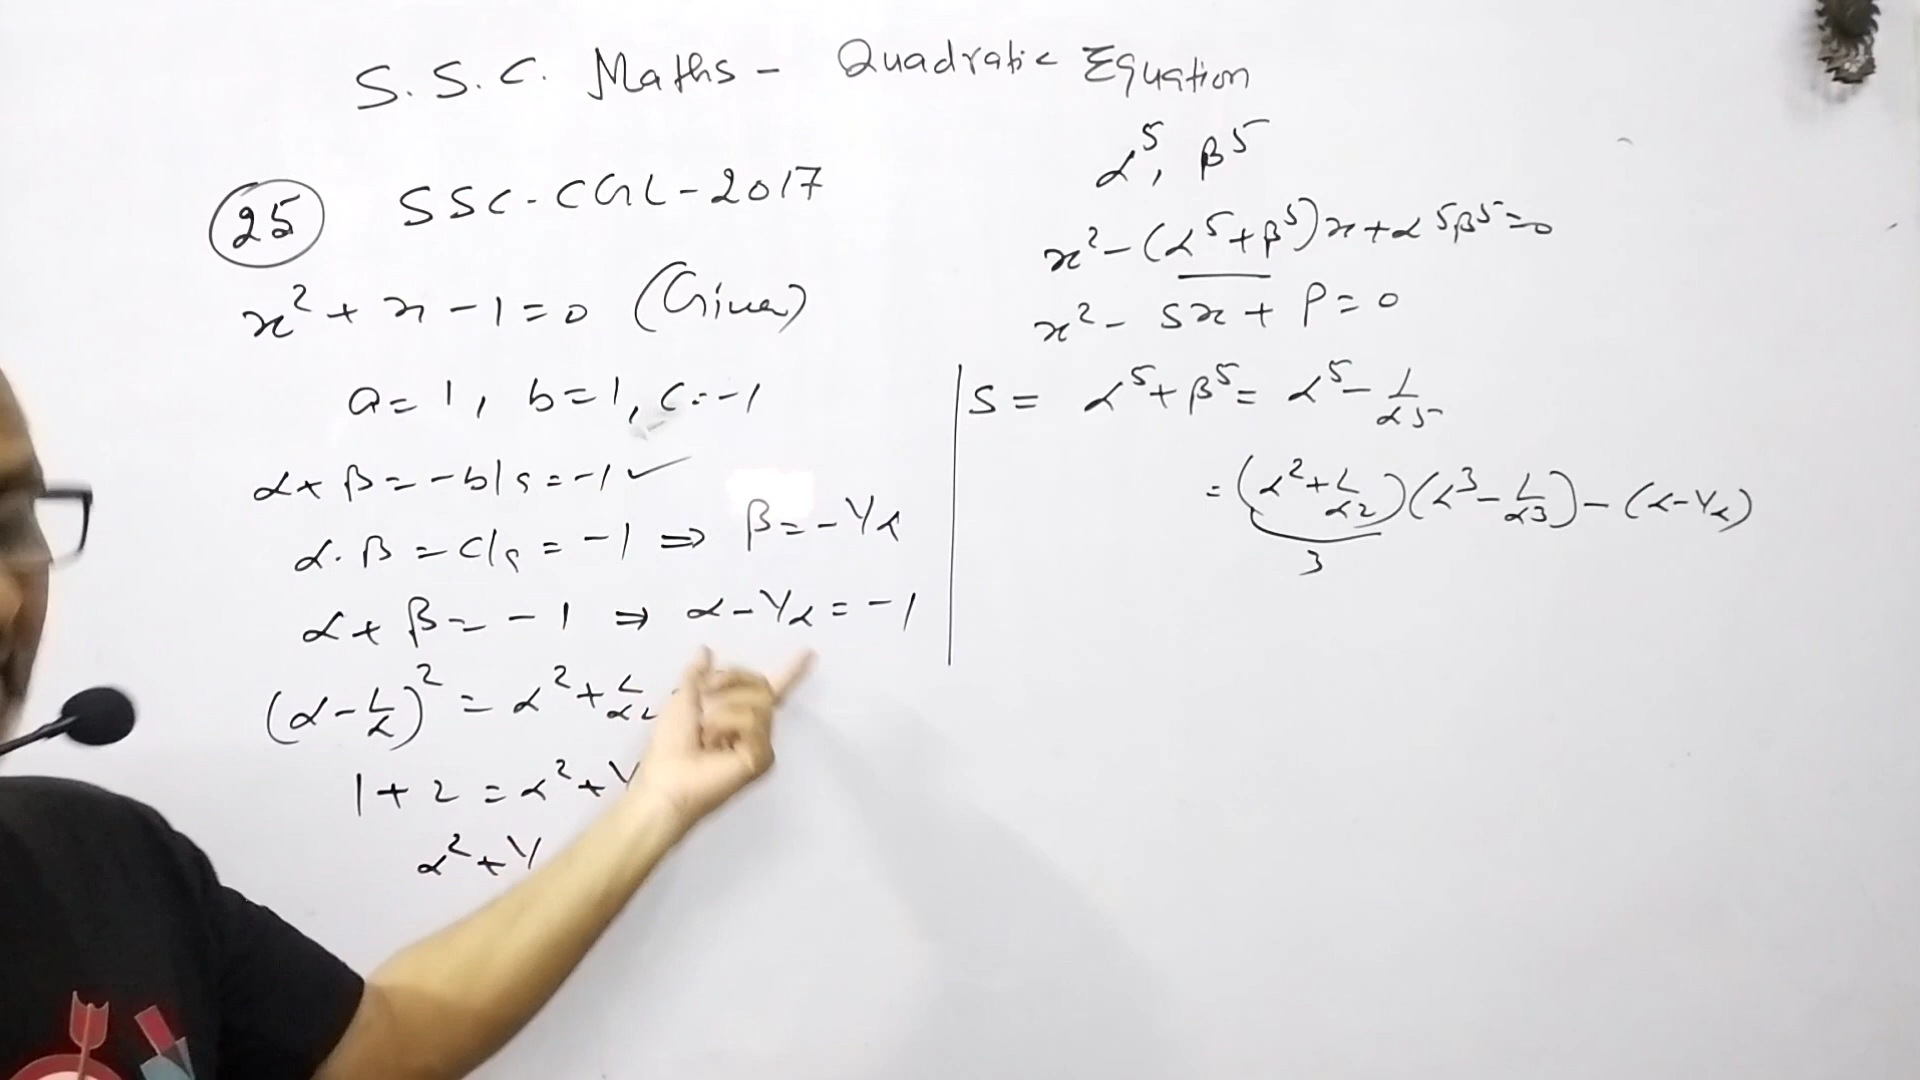 S.S.C. Maths - Quadratic Equation
25 SSC-CGL-2017
x² + x - 1 = 0 (Given)
a = 1, b = 1, c = -1
α + β = -b/a = -1 ✓
α . β = c/a = -1 ⇒ β = -1/α
α + β = -1 ⇒ α - 1/α = -1
(α - 1/α)² = α² + 1/α2
1 + 2 = α² + 1/
α² + 1/
α⁵, β⁵
x² - (α⁵ + β⁵)x + α⁵β⁵ = 0
x² - Sx + P = 0
S = α⁵ + β⁵ = α⁵ - 1/α5
= (α² + 1/α2)(α³ - 1/α3) - (α - 1/α)
3